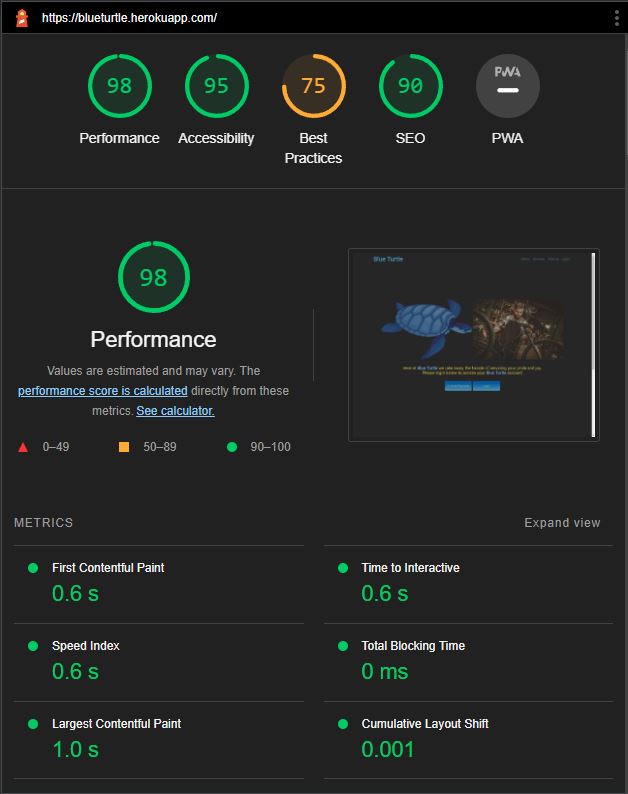 https://blueturtle.herokuapp.com/
98
95
75
90
PWA
Performance
Accessibility
Best
Practices
SEO
PWA
98
Performance
Values are estimated and may vary. The
performance score is calculated directly from these
metrics. See calculator.
0–49
50–89
90–100
Blue Turtle
METRICS
Expand view
First Contentful Paint
0.6 s
Time to Interactive
0.6 s
Speed Index
0.6 s
Total Blocking Time
0 ms
Largest Contentful Paint
1.0 s
Cumulative Layout Shift
0.001